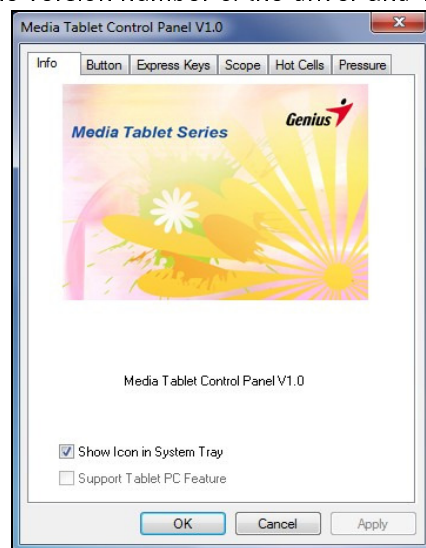 Media Tablet Control Panel V1.0
Info Button Express Keys Scope Hot Cells Pressure
Genius
Media Tablet Series
Media Tablet Control Panel V1.0
Show Icon in System Tray
Support Tablet PC Feature
OK Cancel Apply